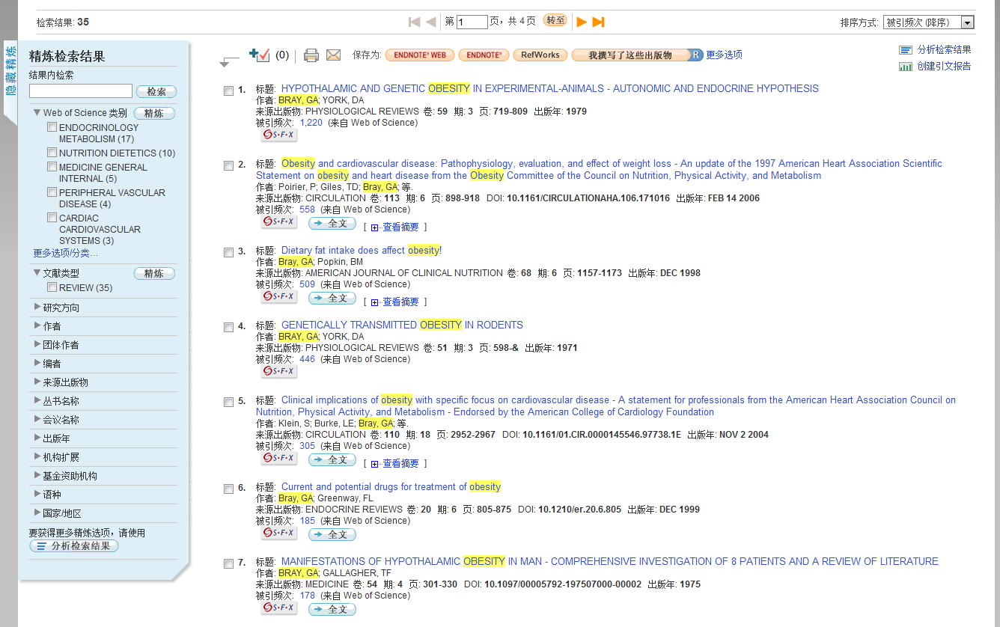 检索结果: 35
第 1 页，共 4 页 转至
排序方式: 被引频次 (降序)
隐藏精炼
精炼检索结果
结果内检索
检索
Web of Science 类别 精炼
ENDOCRINOLOGY
METABOLISM (17)
NUTRITION DIETETICS (10)
MEDICINE GENERAL
INTERNAL (5)
PERIPHERAL VASCULAR
DISEASE (4)
CARDIAC
CARDIOVASCULAR
SYSTEMS (3)
更多选项/分类...
文献类型 精炼
REVIEW (35)
研究方向
作者
团体作者
编者
来源出版物
丛书名称
会议名称
出版年
机构扩展
基金资助机构
语种
国家/地区
要获得更多精炼选项，请使用
分析检索结果
(0) 保存为: ENDNOTE® WEB ENDNOTE® RefWorks 我撰写了这些出版物 R 更多选项
分析检索结果
创建引文报告
1. 标题: HYPOTHALAMIC AND GENETIC OBESITY IN EXPERIMENTAL-ANIMALS - AUTONOMIC AND ENDOCRINE HYPOTHESIS
作者: BRAY, GA; YORK, DA
来源出版物: PHYSIOLOGICAL REVIEWS 卷: 59 期: 3 页: 719-809 出版年: 1979
被引频次: 1,220 (来自 Web of Science)
S·F·X
2. 标题: Obesity and cardiovascular disease: Pathophysiology, evaluation, and effect of weight loss - An update of the 1997 American Heart Association Scientific
Statement on obesity and heart disease from the Obesity Committee of the Council on Nutrition, Physical Activity, and Metabolism
作者: Poirier, P; Giles, TD; Bray, GA; 等.
来源出版物: CIRCULATION 卷: 113 期: 6 页: 898-918 DOI: 10.1161/CIRCULATIONAHA.106.171016 出版年: FEB 14 2006
被引频次: 558 (来自 Web of Science)
S·F·X 全文 [ 查看摘要 ]
3. 标题: Dietary fat intake does affect obesity!
作者: Bray, GA; Popkin, BM
来源出版物: AMERICAN JOURNAL OF CLINICAL NUTRITION 卷: 68 期: 6 页: 1157-1173 出版年: DEC 1998
被引频次: 509 (来自 Web of Science)
S·F·X 全文 [ 查看摘要 ]
4. 标题: GENETICALLY TRANSMITTED OBESITY IN RODENTS
作者: BRAY, GA; YORK, DA
来源出版物: PHYSIOLOGICAL REVIEWS 卷: 51 期: 3 页: 598-& 出版年: 1971
被引频次: 446 (来自 Web of Science)
S·F·X
5. 标题: Clinical implications of obesity with specific focus on cardiovascular disease - A statement for professionals from the American Heart Association Council on
Nutrition, Physical Activity, and Metabolism - Endorsed by the American College of Cardiology Foundation
作者: Klein, S; Burke, LE; Bray, GA; 等.
来源出版物: CIRCULATION 卷: 110 期: 18 页: 2952-2967 DOI: 10.1161/01.CIR.0000145546.97738.1E 出版年: NOV 2 2004
被引频次: 305 (来自 Web of Science)
S·F·X 全文 [ 查看摘要 ]
6. 标题: Current and potential drugs for treatment of obesity
作者: Bray, GA; Greenway, FL
来源出版物: ENDOCRINE REVIEWS 卷: 20 期: 6 页: 805-875 DOI: 10.1210/er.20.6.805 出版年: DEC 1999
被引频次: 185 (来自 Web of Science)
S·F·X 全文
7. 标题: MANIFESTATIONS OF HYPOTHALAMIC OBESITY IN MAN - COMPREHENSIVE INVESTIGATION OF 8 PATIENTS AND A REVIEW OF LITERATURE
作者: BRAY, GA; GALLAGHER, TF
来源出版物: MEDICINE 卷: 54 期: 4 页: 301-330 DOI: 10.1097/00005792-197507000-00002 出版年: 1975
被引频次: 178 (来自 Web of Science)
S·F·X 全文